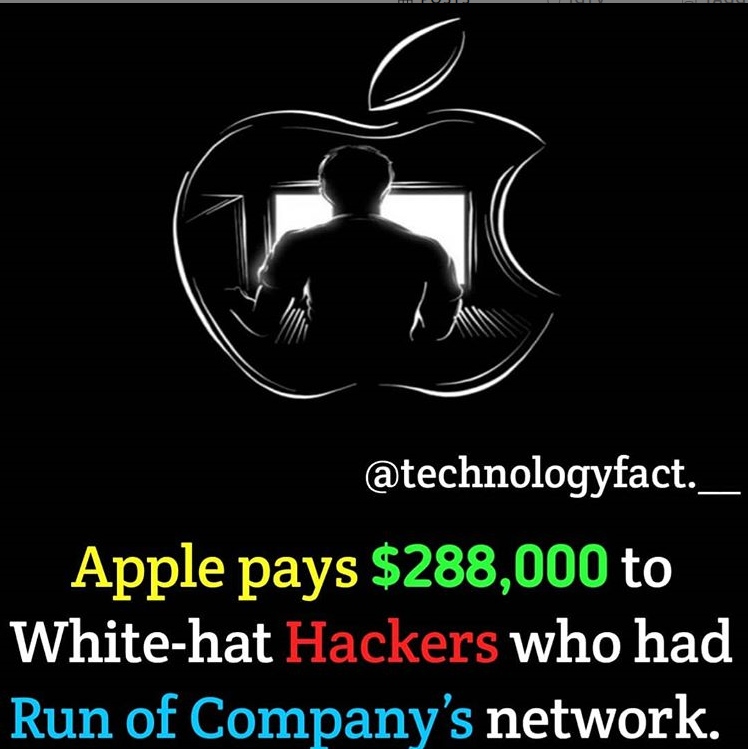 @technologyfact.__
Apple pays $288,000 to
White-hat Hackers who had
Run of Company's network.